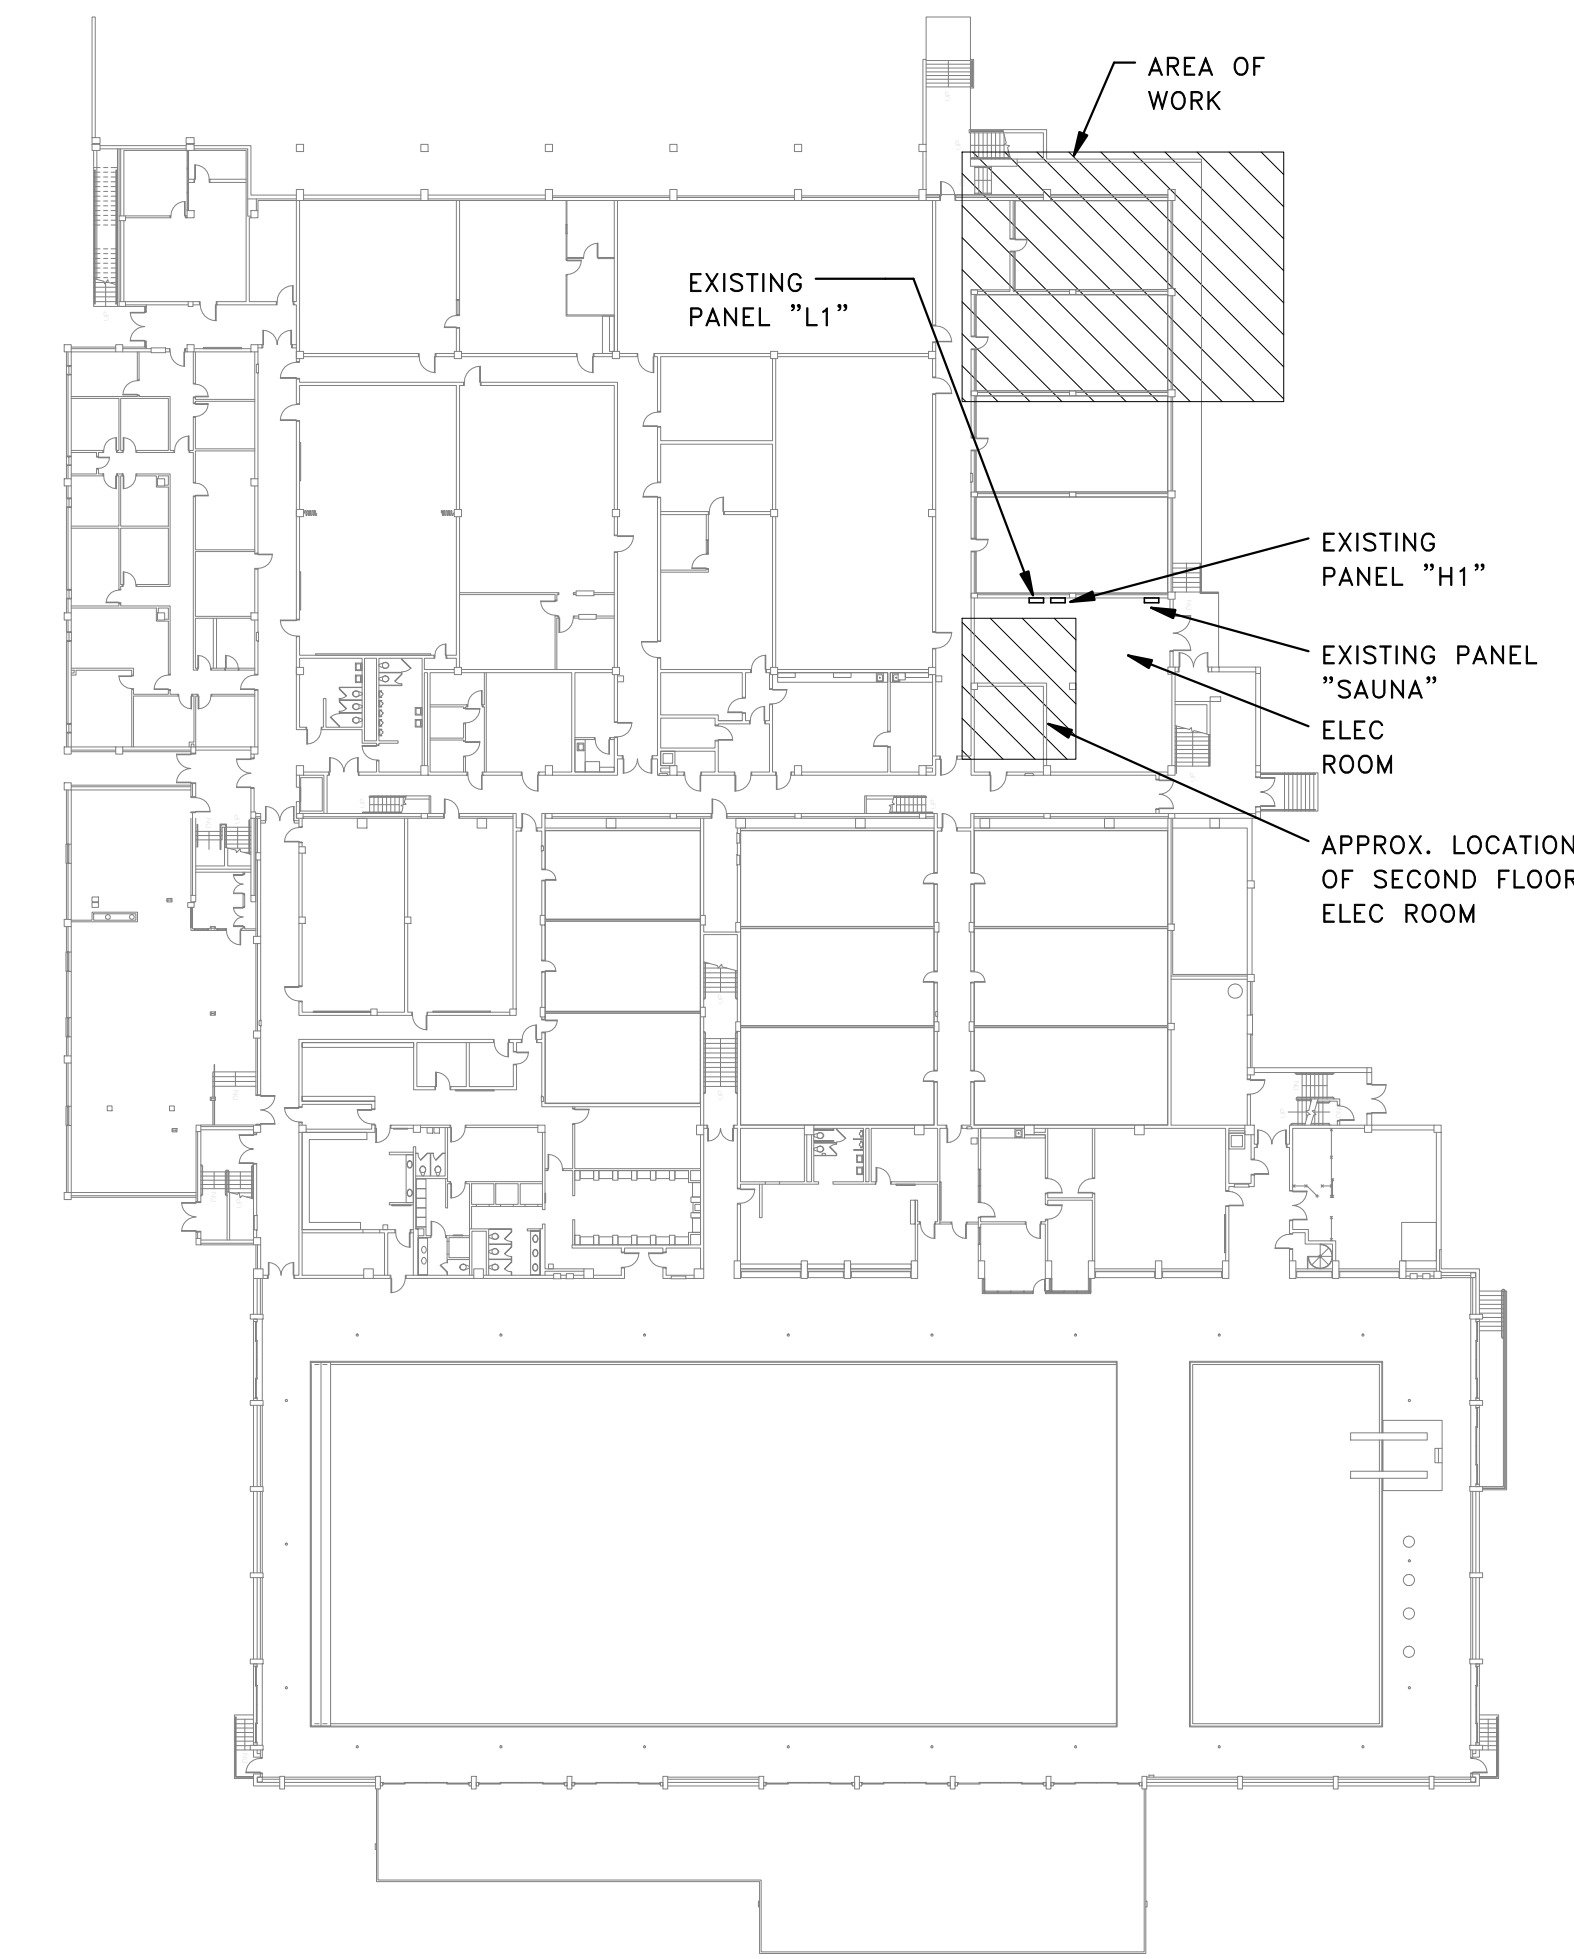 AREA OF
WORK
EXISTING
PANEL "L1"
EXISTING
PANEL "H1"
EXISTING PANEL
"SAUNA"
ELEC
ROOM
APPROX. LOCATION
OF SECOND FLOOR
ELEC ROOM